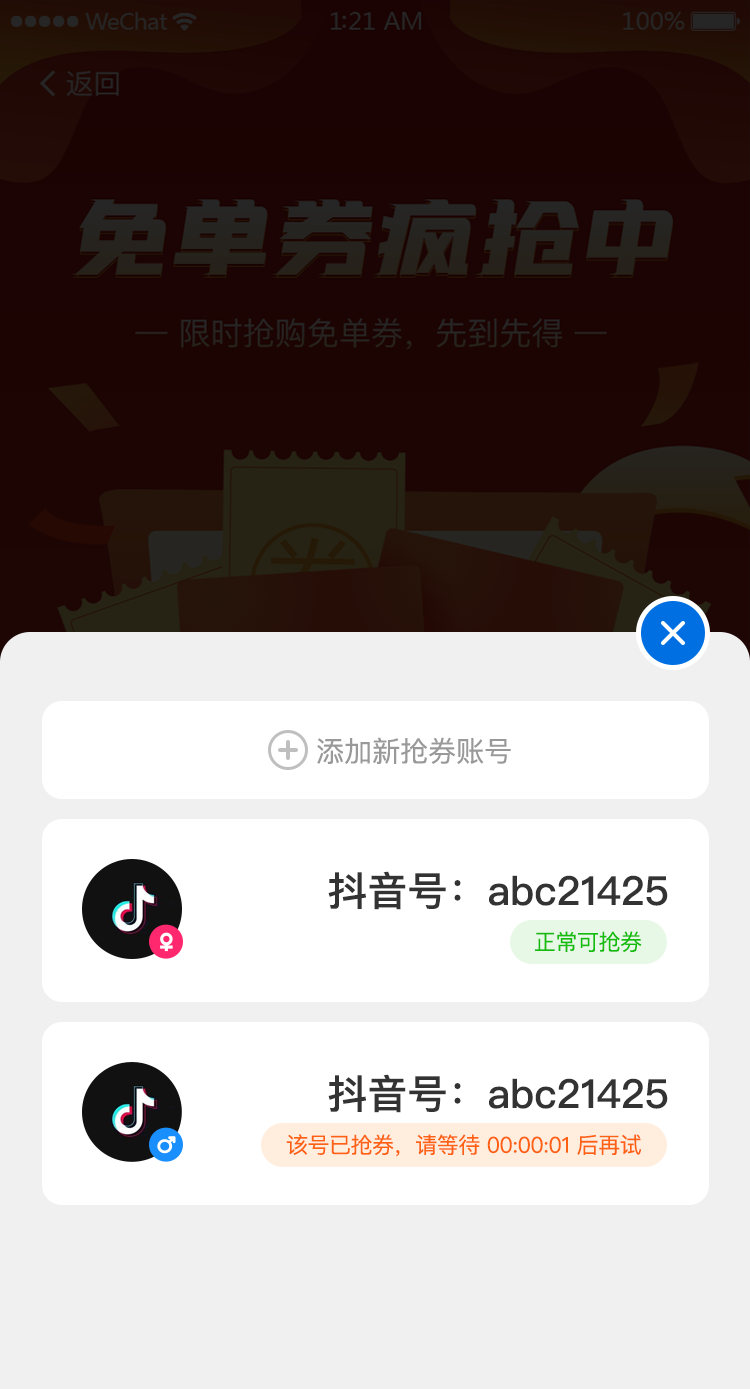 WeChat 1:21 AM 100%
返回
免单券疯抢中
— 限时抢购免单券，先到先得 —
添加新抢券账号
抖音号：abc21425
正常可抢券
抖音号：abc21425
该号已抢券，请等待 00:00:01 后再试